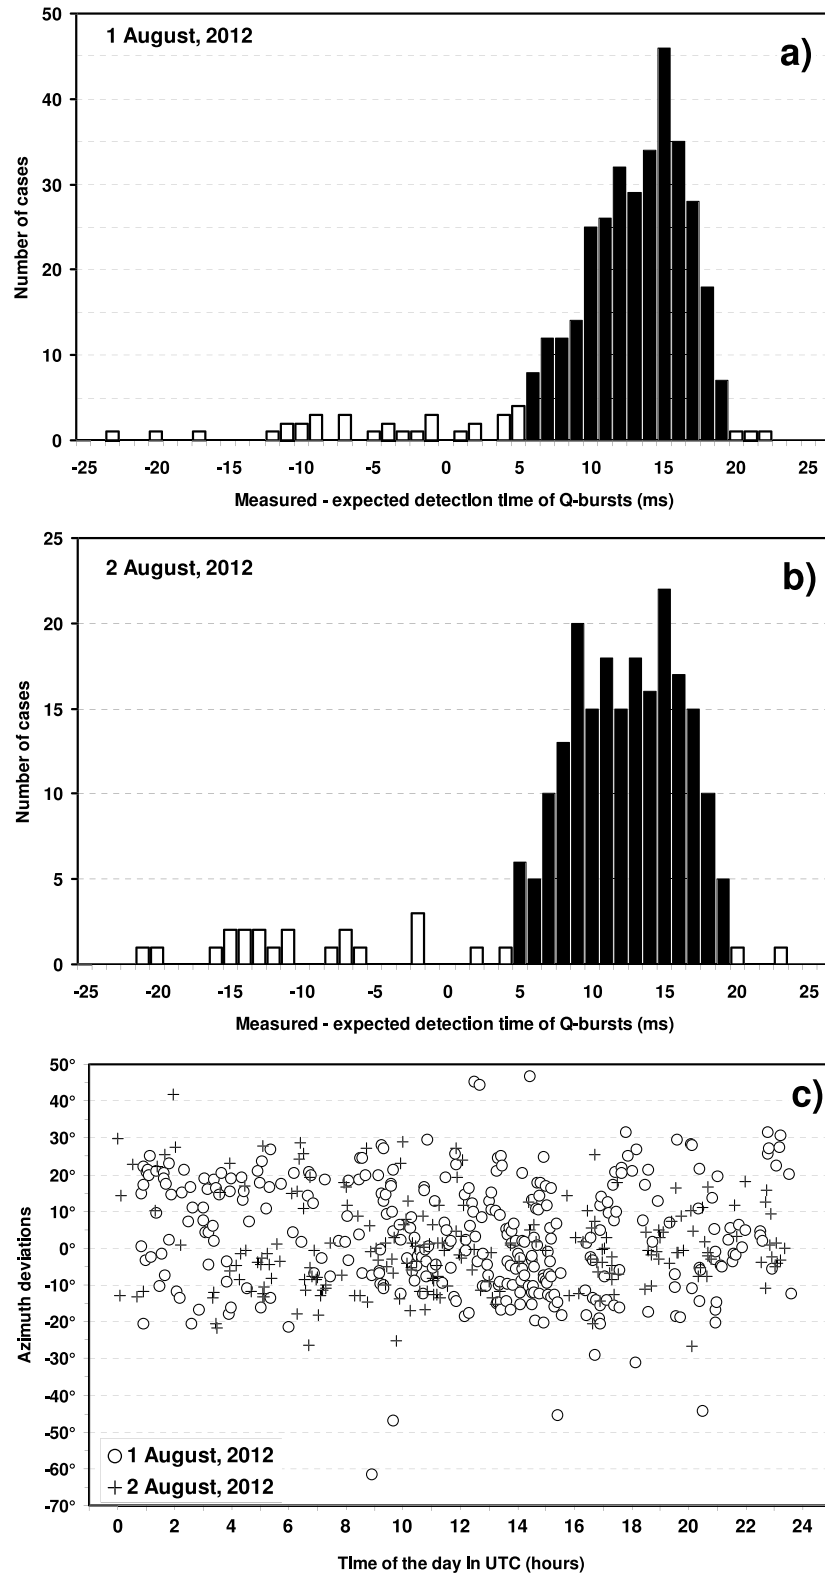 1 August, 2012
a)
50
40
30
20
10
0
Number of cases
-25 -20 -15 -10 -5 0 5 10 15 20 25
Measured - expected detection tIme of Q-bursts (ms)
2 August, 2012
b)
25
20
15
10
5
0
Number of cases
-25 -20 -15 -10 -5 0 5 10 15 20 25
Measured - expected detection tIme of Q-bursts (ms)
c)
50°
40°
30°
20°
10°
0°
-10°
-20°
-30°
-40°
-50°
-60°
-70°
Azimuth deviations
1 August, 2012
2 August, 2012
0 2 4 6 8 10 12 14 16 18 20 22 24
TIme of the day In UTC (hours)